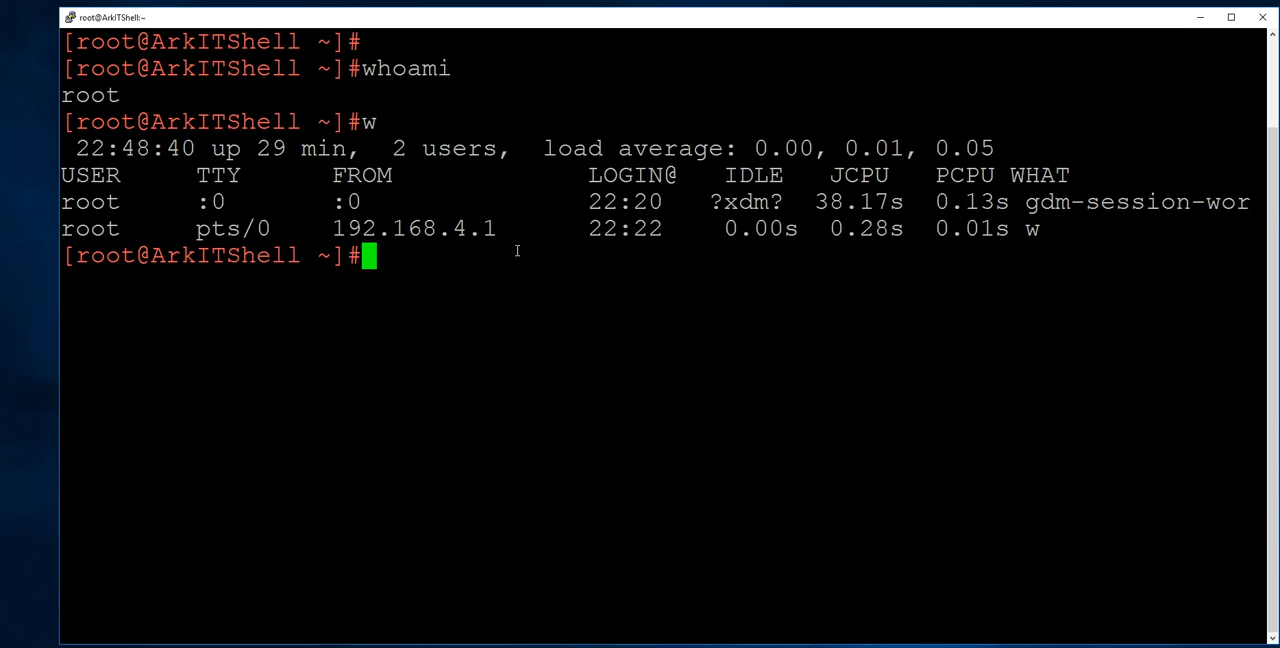 root@ArkITShell:~
[root@ArkITShell ~]#
[root@ArkITShell ~]#whoami
root
[root@ArkITShell ~]#w
 22:48:40 up 29 min,  2 users,  load average: 0.00, 0.01, 0.05
USER     TTY      FROM             LOGIN@   IDLE   JCPU   PCPU WHAT
root     :0       :0               22:20   ?xdm?  38.17s  0.13s gdm-session-wor
root     pts/0    192.168.4.1      22:22    0.00s  0.28s  0.01s w
[root@ArkITShell ~]#